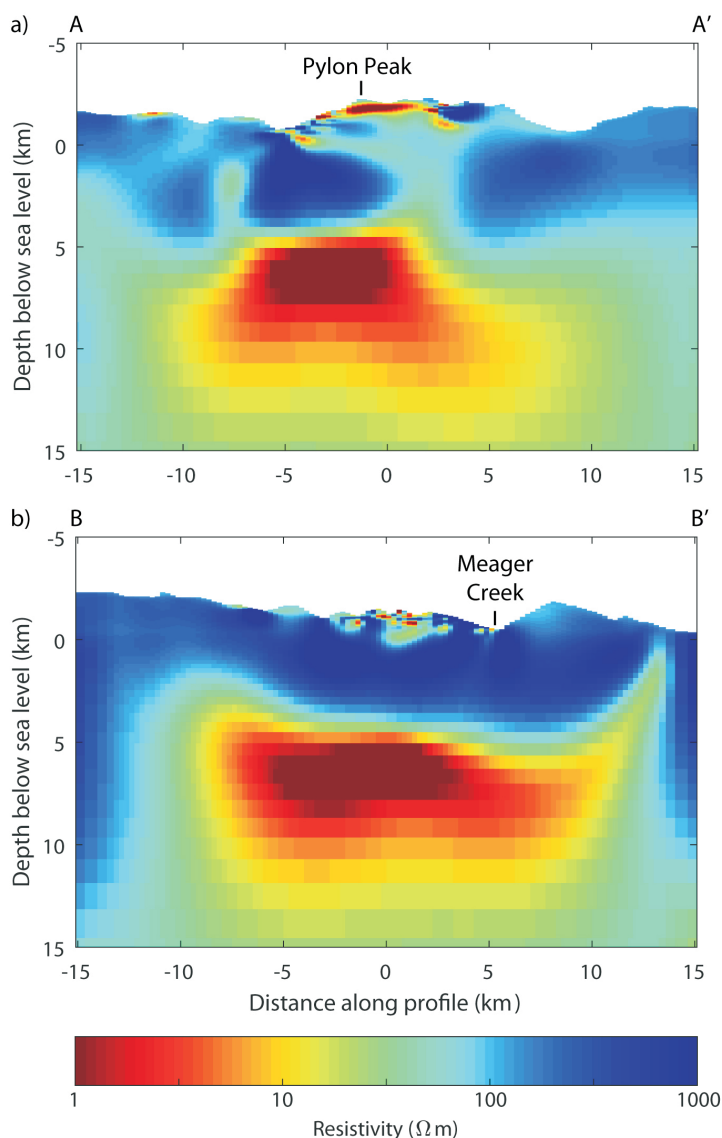 a) A A′
Pylon Peak
-5
0
5
10
15
Depth below sea level (km)
-15 -10 -5 0 5 10 15
b) B B′
Meager
Creek
-5
0
5
10
15
Depth below sea level (km)
-15 -10 -5 0 5 10 15
Distance along profile (km)
1 10 100 1000
Resistivity (Ωm)